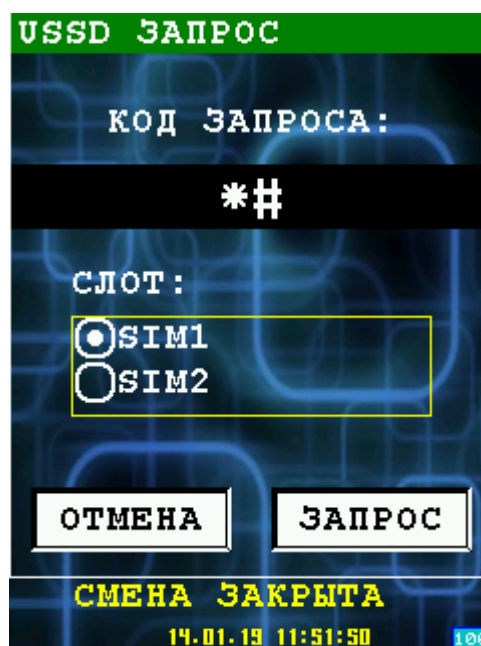 USSD ЗАПРОС
КОД ЗАПРОСА:
*#
СЛОТ:
SIM1
SIM2
ОТМЕНА ЗАПРОС
СМЕНА ЗАКРЫТА
14.01.19 11:51:50